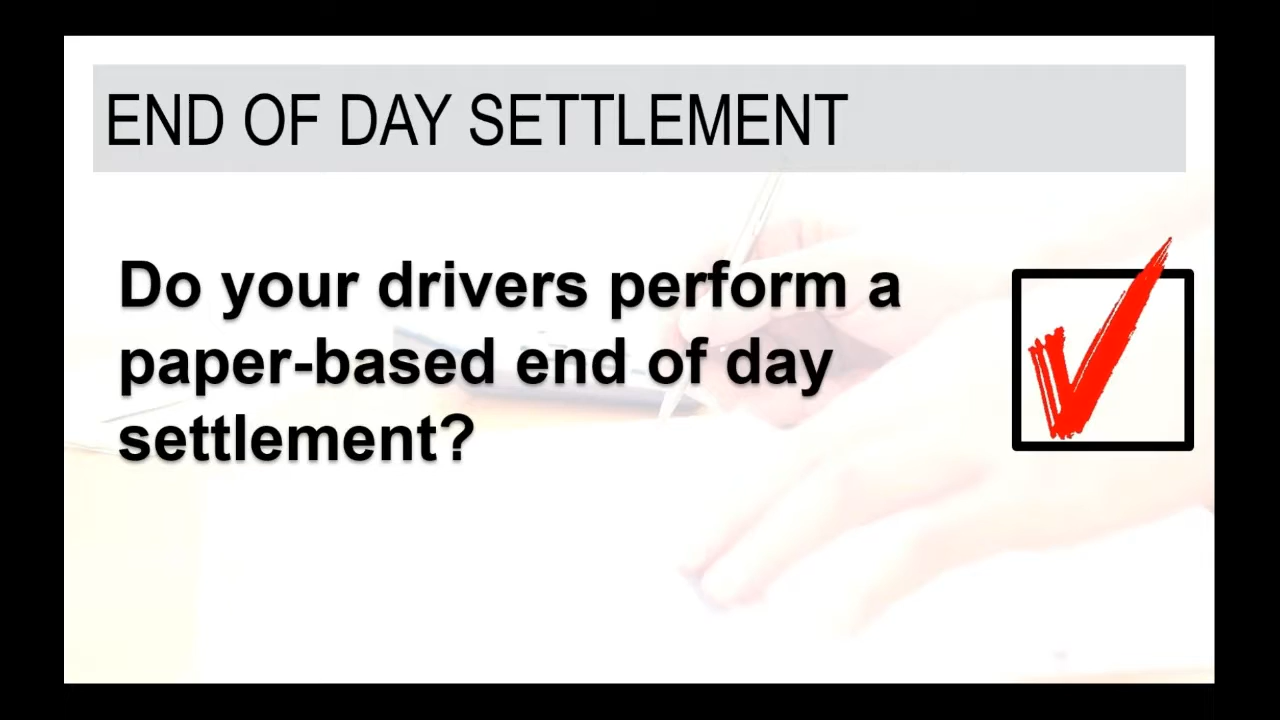 END OF DAY SETTLEMENT
Do your drivers perform a
paper-based end of day
settlement?